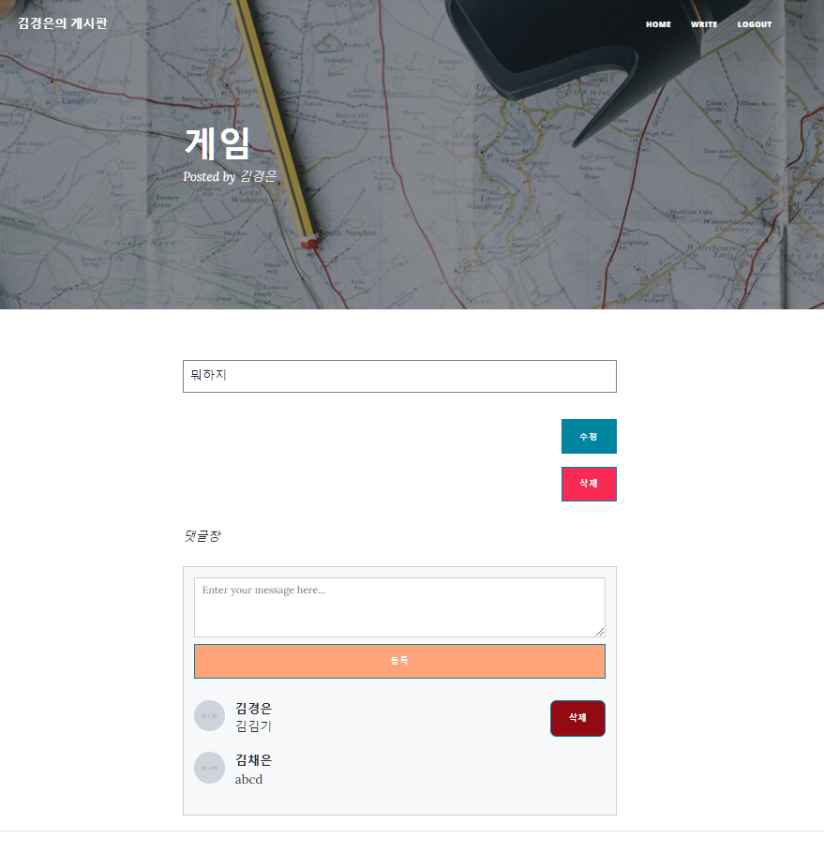 김경은의 게시판
HOME WRITE LOGOUT
게임
Posted by 김경은
뭐하지
수정
삭제
댓글창
Enter your message here...
등록
김경은
김김기
삭제
김채은
abcd